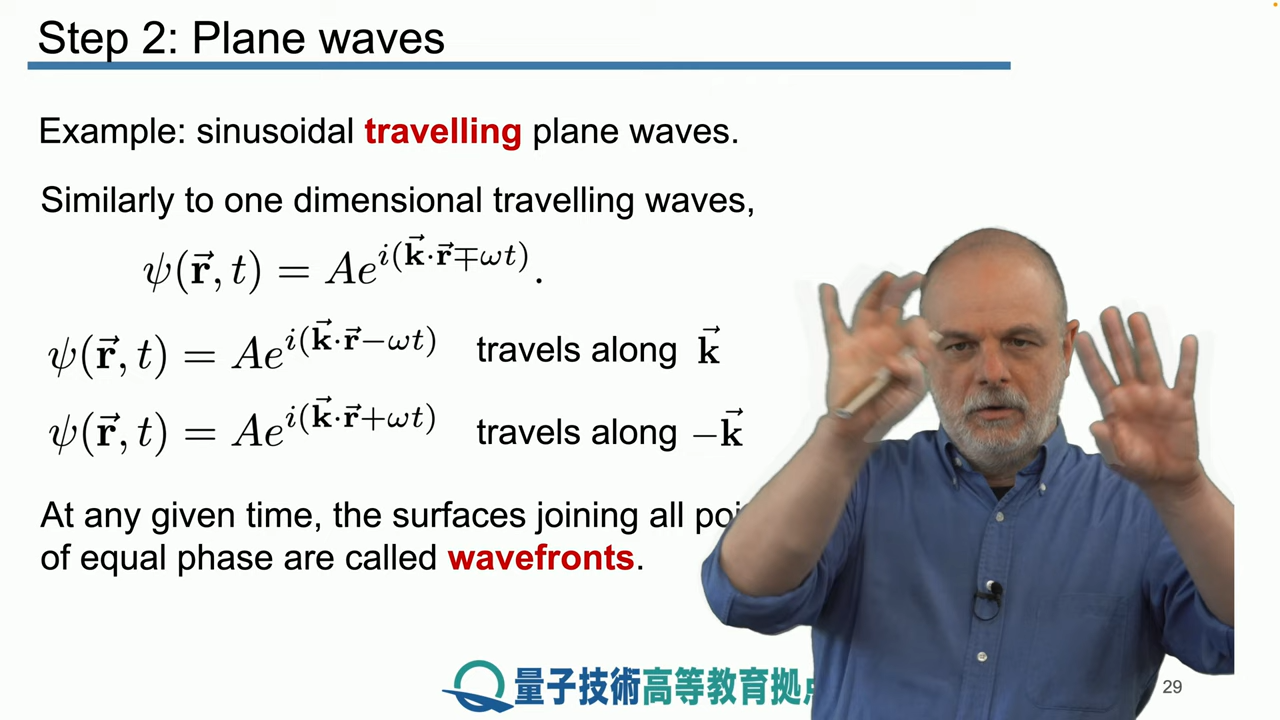 Step 2: Plane waves
Example: sinusoidal travelling plane waves.
Similarly to one dimensional travelling waves,
ψ(r⃗, t) = Ae^{i(k⃗·r⃗∓ωt)}.
ψ(r⃗, t) = Ae^{i(k⃗·r⃗−ωt)} travels along k⃗
ψ(r⃗, t) = Ae^{i(k⃗·r⃗+ωt)} travels along −k⃗
At any given time, the surfaces joining all
of equal phase are called wavefronts.
量子技術高等教育拠
29